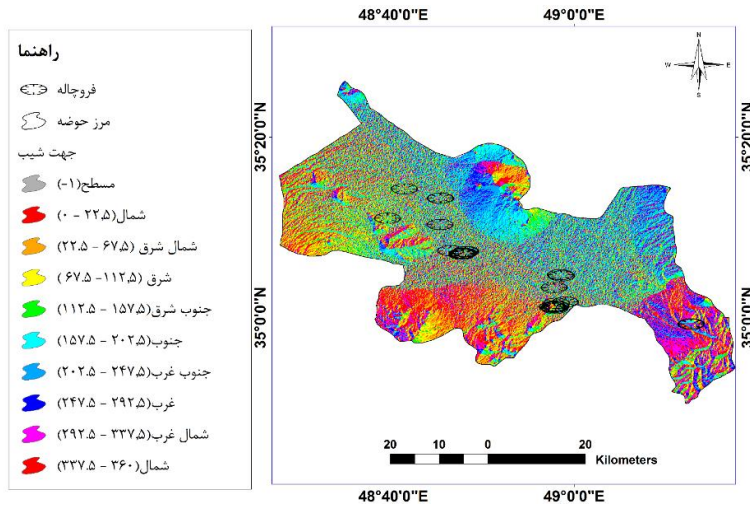 راهنما
فروچاله
مرز حوضه
جهت شیب
مسطح(۱-)
شمال(۲۲.۵ - ۰)
شمال شرق (۶۷.۵ - ۲۲.۵)
شرق (۱۱۲.۵ - ۶۷.۵)
جنوب شرق(۱۵۷.۵ - ۱۱۲.۵)
جنوب(۲۰۲.۵ - ۱۵۷.۵)
جنوب غرب(۲۴۷.۵ - ۲۰۲.۵)
غرب(۲۹۲.۵ - ۲۴۷.۵)
شمال غرب(۳۳۷.۵ - ۲۹۲.۵)
شمال(۳۶۰ - ۳۳۷.۵)
48°40'0"E 49°0'0"E
N
W E
S
35°20'0"N 35°20'0"N
35°0'0"N 35°0'0"N
20 10 0 20
Kilometers
48°40'0"E 49°0'0"E